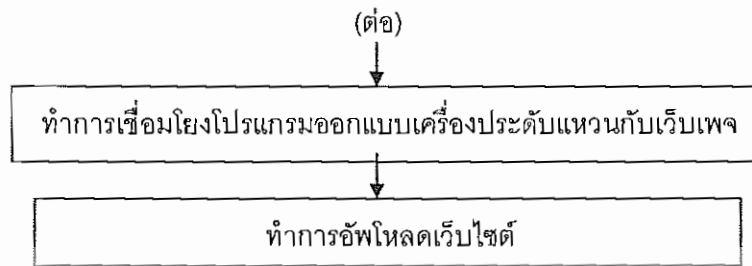 (ต่อ)
ทำการเชื่อมโยงโปรแกรมออกแบบเครื่องประดับแหวนกับเว็บเพจ
ทำการอัพโหลดเว็บไซต์